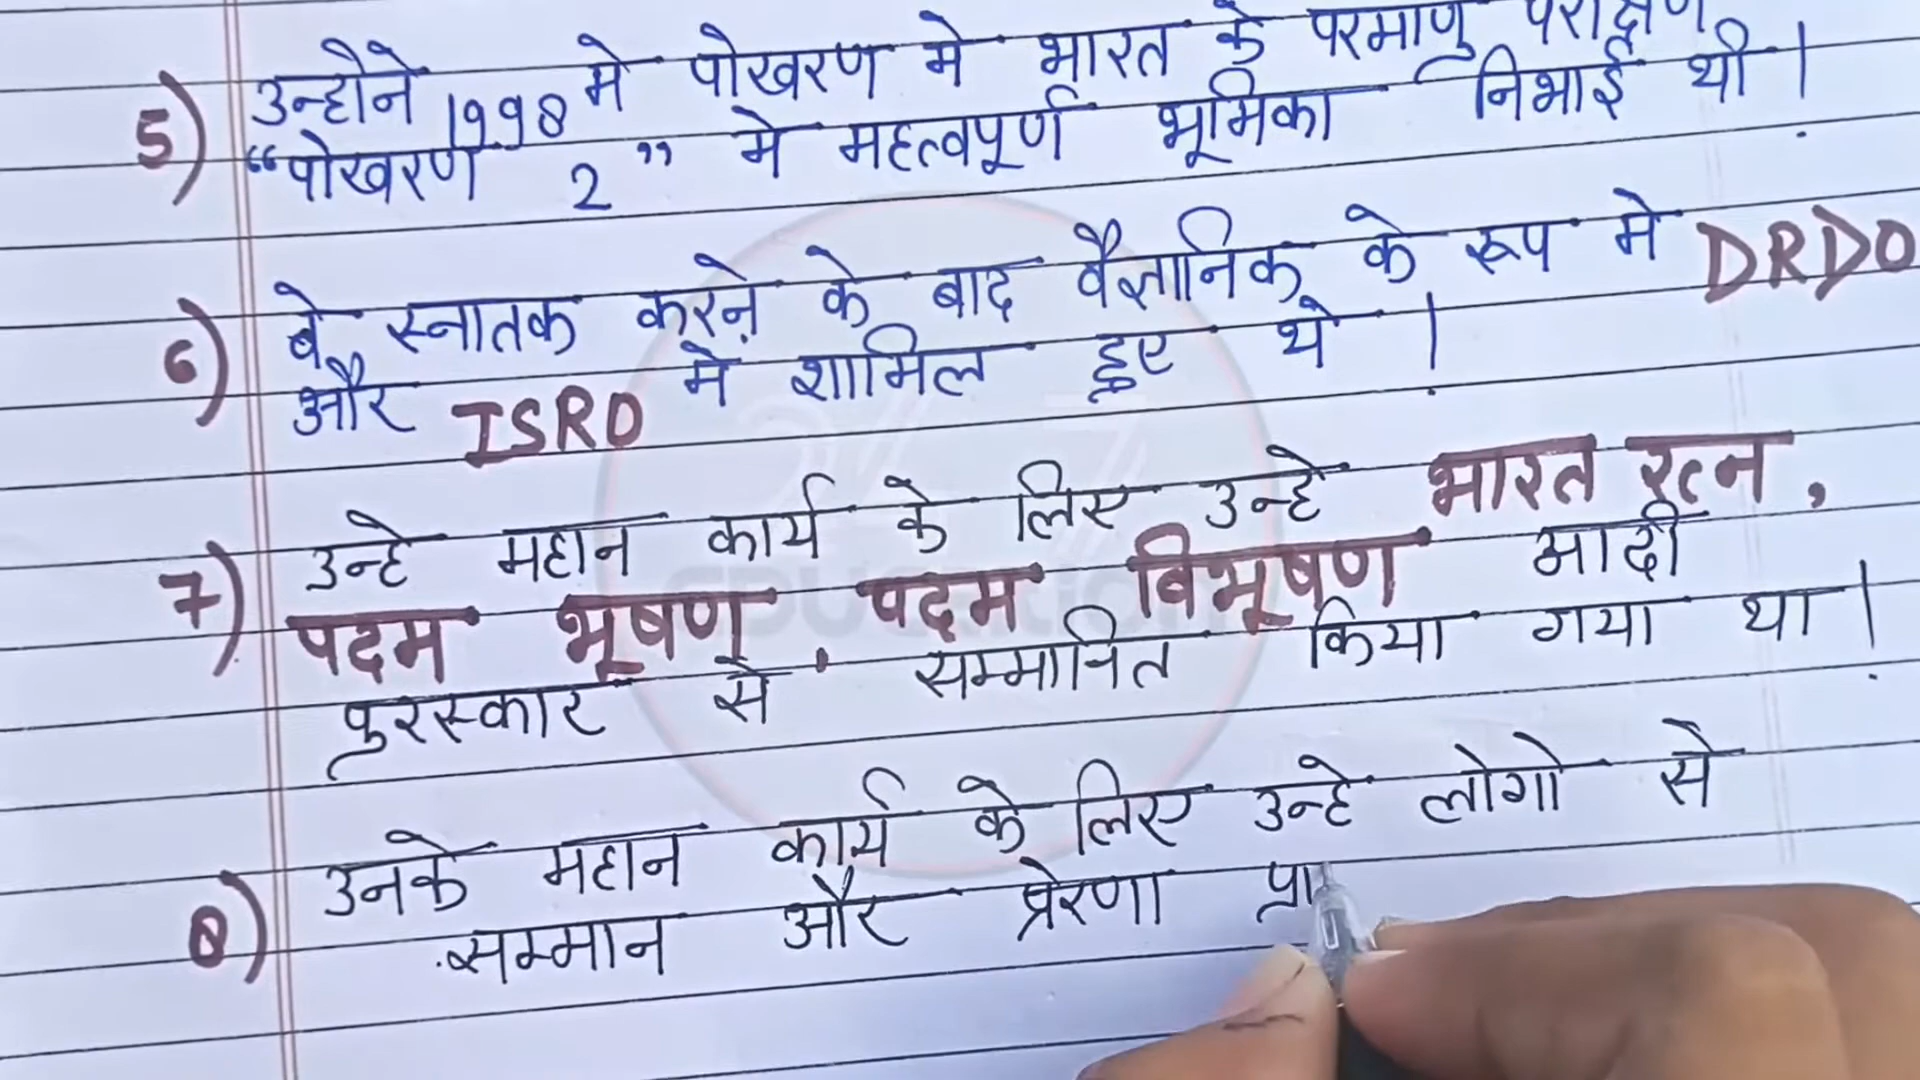 5) उन्होने 1998 मे पोखरण मे भारत के परमाणु परीक्षण
"पोखरण 2" मे महत्वपूर्ण भूमिका निभाई थी |
6) वे स्नातक करने के बाद वैज्ञानिक के रूप मे DRDO
और ISRO मे शामिल हुए थे |
7) उन्हे महान कार्य के लिए उन्हे भारत रत्न,
पदम भूषण, पदम विभूषण आदी
पुरस्कार से सम्मानित किया गया था |
8) उनके महान कार्य के लिए उन्हे लोगो से
सम्मान और प्रेरणा प्रा
EDUCATION